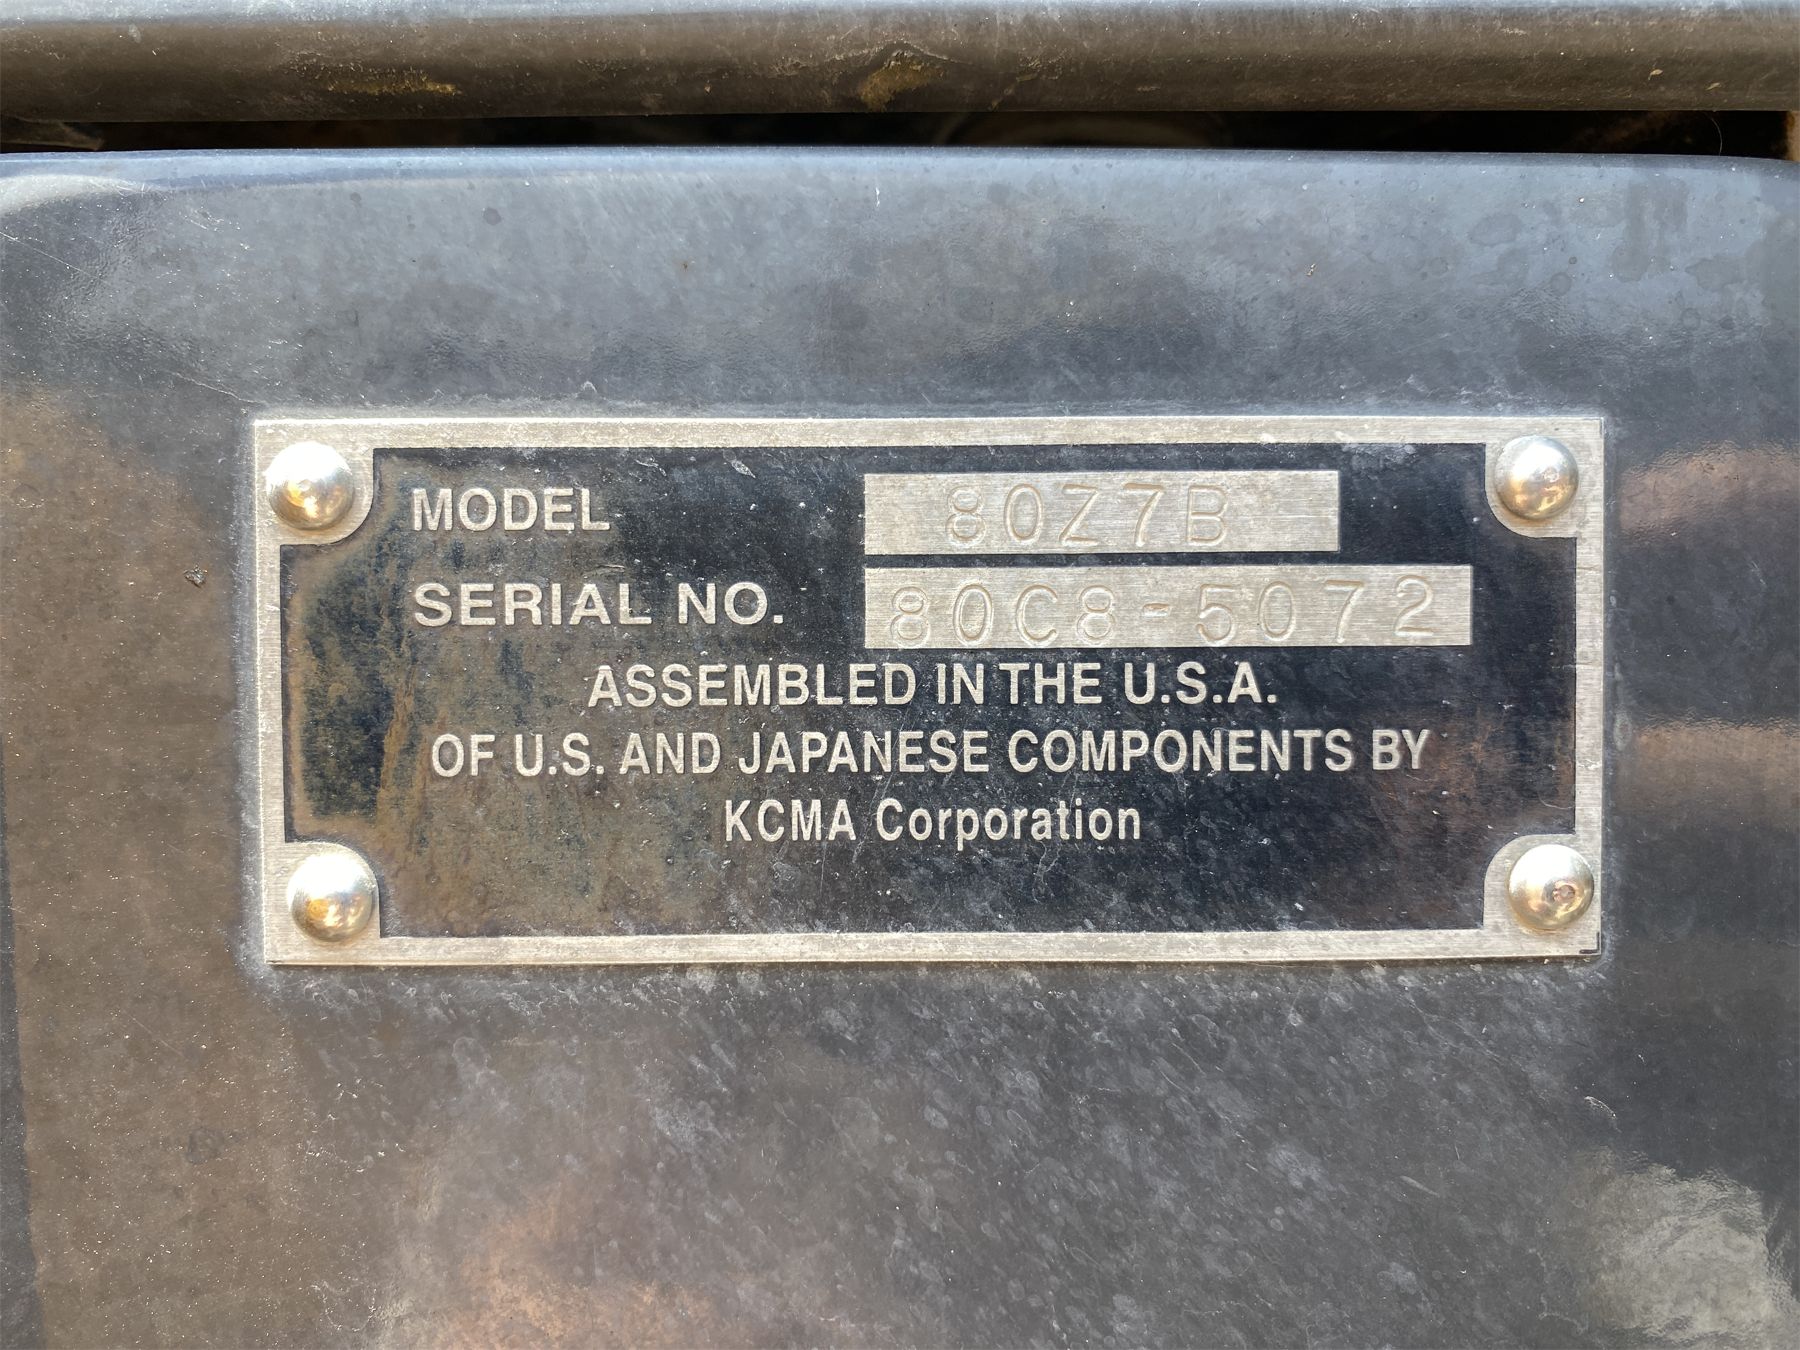 MODEL 80Z7B
SERIAL NO. 80C8-5072
ASSEMBLED IN THE U.S.A.
OF U.S. AND JAPANESE COMPONENTS BY
KCMA Corporation